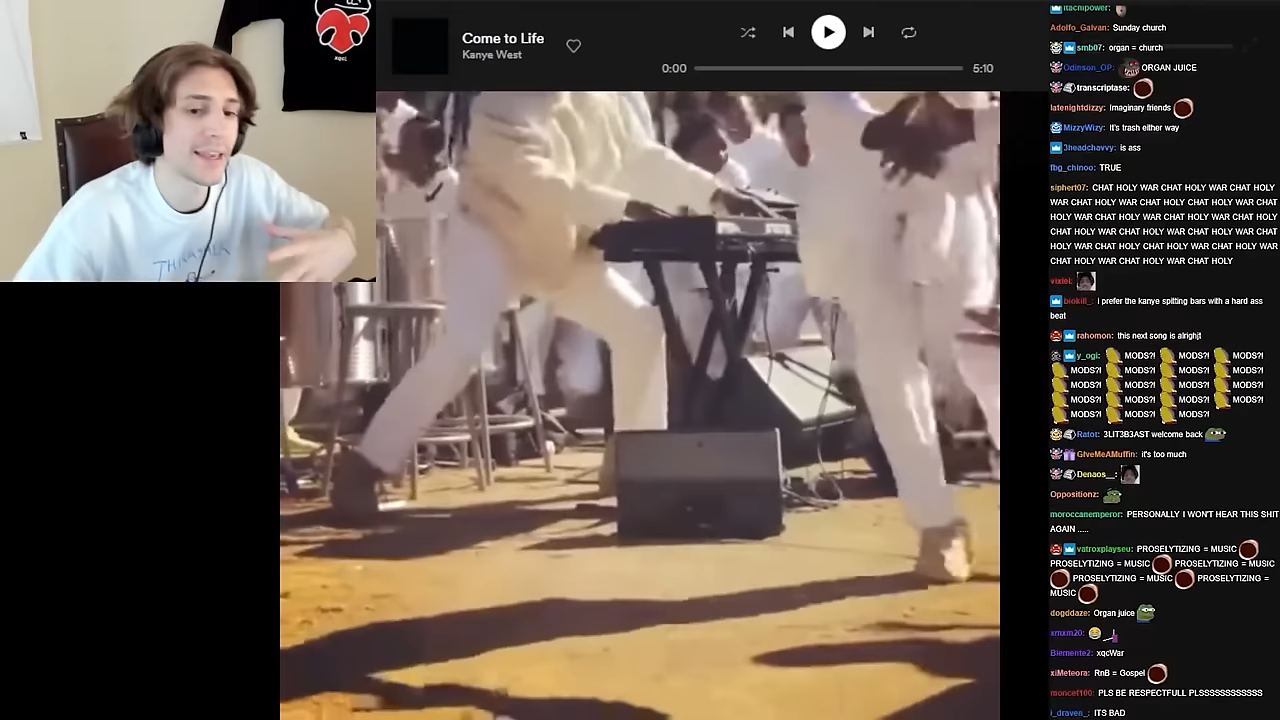 XQC
THRASHER
Come to Life
Kanye West
0:00
5:10
itachipower:
Adolfo_Galvan: Sunday church
smb07: organ = church
Odinson_OP: ORGAN JUICE
transcriptase:
latenightdizzy: Imaginary friends
MizzyWizy: It's trash either way
3headchavvy: is ass
fbg_chinoo: TRUE
siphert07: CHAT HOLY WAR CHAT HOLY WAR CHAT HOLY
WAR CHAT HOLY WAR CHAT HOLY WAR CHAT HOLY
WAR CHAT HOLY WAR CHAT HOLY WAR CHAT HOLY
WAR CHAT HOLY WAR CHAT HOLY WAR CHAT HOLY
WAR CHAT HOLY WAR CHAT HOLY WAR CHAT HOLY WAR
CHAT HOLY WAR CHAT HOLY WAR CHAT HOLY
vixlel:
biokill_: I prefer the kanye spitting bars with a hard ass
beat
rahomon: this next song is alright
y_ogi: MODS?! MODS?! MODS?!
MODS?! MODS?! MODS?!
MODS?! MODS?! MODS?!
MODS?! MODS?! MODS?!
MODS?! MODS?! MODS?!
Ratot: 3LIT3B3AST welcome back
GIveMeAMuffin: it's too much
Denaos__:
Oppositionz:
moroccanemperor: PERSONALLY I WON'T HEAR THIS SHIT
AGAIN .....
vatroxplayseu: PROSELYTIZING = MUSIC
PROSELYTIZING = MUSIC PROSELYTIZING = MUSIC
PROSELYTIZING = MUSIC PROSELYTIZING =
MUSIC
dogddaze: Organ juice
xmxm20:
Biemente2: xqcWar
xiMeteora: RnB = Gospel
moncef100: PLS BE RESPECTFULL PLSSSSSSSSSSSS
i_draven_: ITS BAD